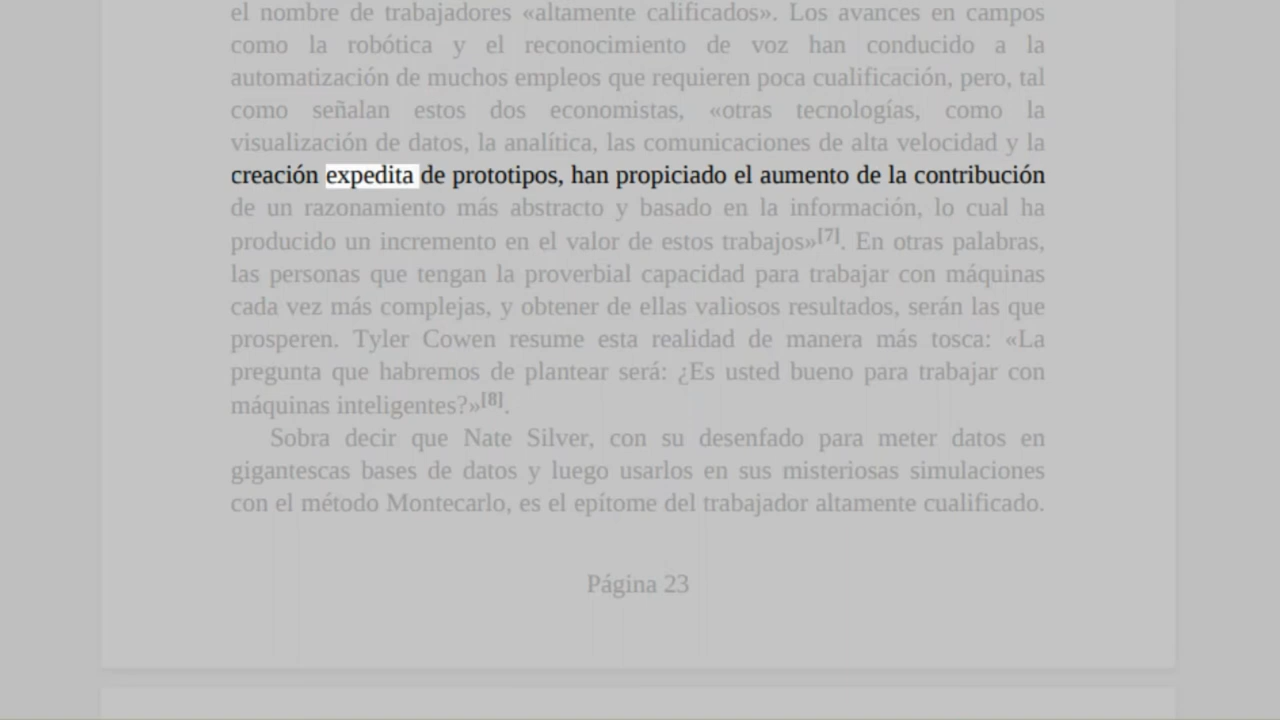 el nombre de trabajadores «altamente calificados». Los avances en campos
como la robótica y el reconocimiento de voz han conducido a la
automatización de muchos empleos que requieren poca cualificación, pero, tal
como señalan estos dos economistas, «otras tecnologías, como la
visualización de datos, la analítica, las comunicaciones de alta velocidad y la
creación expedita de prototipos, han propiciado el aumento de la contribución
de un razonamiento más abstracto y basado en la información, lo cual ha
producido un incremento en el valor de estos trabajos»[7]. En otras palabras,
las personas que tengan la proverbial capacidad para trabajar con máquinas
cada vez más complejas, y obtener de ellas valiosos resultados, serán las que
prosperen. Tyler Cowen resume esta realidad de manera más tosca: «La
pregunta que habremos de plantear será: ¿Es usted bueno para trabajar con
máquinas inteligentes?»[8].
Sobra decir que Nate Silver, con su desenfado para meter datos en
gigantescas bases de datos y luego usarlos en sus misteriosas simulaciones
con el método Montecarlo, es el epítome del trabajador altamente cualificado.
Página 23